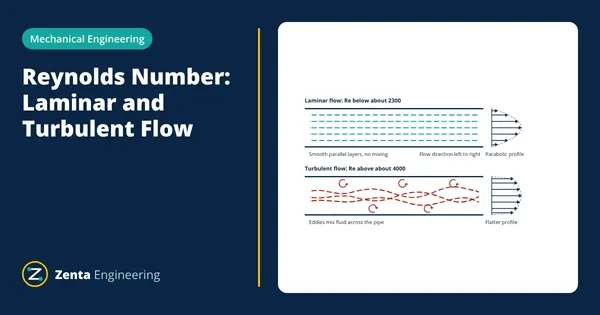 Mechanical Engineering
Reynolds Number:
Laminar and
Turbulent Flow
Zenta Engineering
Laminar flow: Re below about 2300
Smooth parallel layers, no mixing
Flow direction left to right
Parabolic profile
Turbulent flow: Re above about 4000
Eddies mix fluid across the pipe
Flatter profile